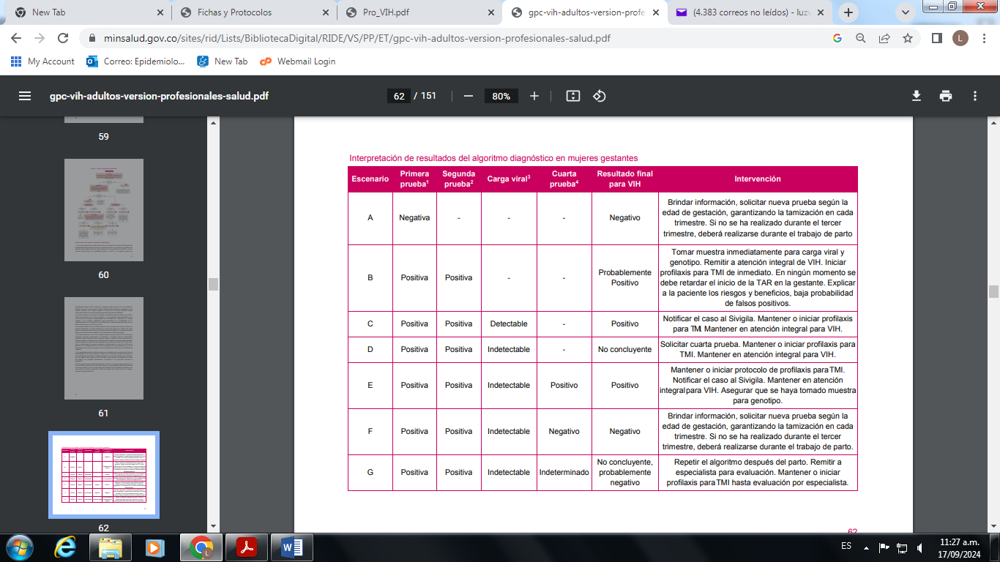 New Tab
Fichas y Protocolos
Pro_VIH.pdf
gpc-vih-adultos-version-profe
(4.383 correos no leídos) - luzv
minsalud.gov.co/sites/rid/Lists/BibliotecaDigital/RIDE/VS/PP/ET/gpc-vih-adultos-version-profesionales-salud.pdf
L
My Account
Correo: Epidemiolo...
New Tab
Webmail Login
gpc-vih-adultos-version-profesionales-salud.pdf
62 / 151
80%
59
60
61
62
Interpretación de resultados del algoritmo diagnóstico en mujeres gestantes
Escenario
Primera
prueba1
Segunda
prueba2
Carga viral3
Cuarta
prueba4
Resultado final
para VIH
Intervención
A
Negativa
-
-
-
Negativo
Brindar información, solicitar nueva prueba según la
edad de gestación, garantizando la tamización en cada
trimestre. Si no se ha realizado durante el tercer
trimestre, deberá realizarse durante el trabajo de parto
B
Positiva
Positiva
-
-
Probablemente
Positivo
Tomar muestra inmediatamente para carga viral y
genotipo. Remitir a atención integral de VIH. Iniciar
profilaxis para TMI de inmediato. En ningún momento se
debe retardar el inicio de la TAR en la gestante. Explicar
a la paciente los riesgos y beneficios, baja probabilidad
de falsos positivos.
C
Positiva
Positiva
Detectable
-
Positivo
Notificar el caso al Sivigila. Mantener o iniciar profilaxis
para TMI. Mantener en atención integral para VIH.
D
Positiva
Positiva
Indetectable
-
No concluyente
Solicitar cuarta prueba. Mantener o iniciar profilaxis para
TMI. Mantener en atención integral para VIH.
E
Positiva
Positiva
Indetectable
Positivo
Positivo
Mantener o iniciar protocolo de profilaxis para TMI.
Notificar el caso al Sivigila. Mantener en atención
integral para VIH. Asegurar que se haya tomado muestra
para genotipo.
F
Positiva
Positiva
Indetectable
Negativo
Negativo
Brindar información, solicitar nueva prueba según la
edad de gestación, garantizando la tamización en cada
trimestre. Si no se ha realizado durante el tercer
trimestre, deberá realizarse durante el trabajo de parto.
G
Positiva
Positiva
Indetectable
Indeterminado
No concluyente,
probablemente
negativo
Repetir el algoritmo después del parto. Remitir a
especialista para evaluación. Mantener o iniciar
profilaxis para TMI hasta evaluación por especialista.
62
ES
11:27 a.m.
17/09/2024